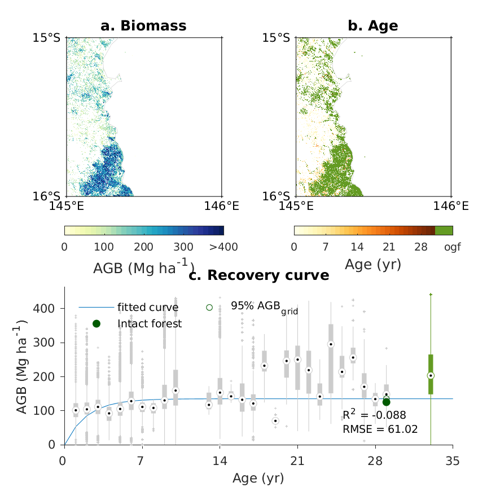 a. Biomass
b. Age
15°S
15°S
16°S
16°S
145°E
146°E
145°E
146°E
0 100 200 300 >400
0 7 14 21 28 ogf
AGB (Mg ha-1)
Age (yr)
c. Recovery curve
fitted curve
95% AGBgrid
Intact forest
400
300
200
100
0
AGB (Mg ha-1)
R2 = -0.088
RMSE = 61.02
0 7 14 21 28 35
Age (yr)